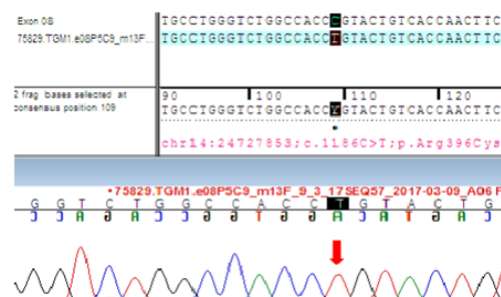 Exon 08 TGCCTGGGTCTGGCCACCCGTACTGTCACCAACTTC
75829.TGM1.e08P5C9_m13F... TGCCTGGGTCTGGCCACCTGTACTGTCACCAACTTC
2 frag bases selected at 90 100 110 120
consensus position 109 TGCCTGGGTCTGGCCACCYGTACTGTCACCAACTTC
chr14:24727853;c.1186C>T;p.Arg396Cys
•75829.TGM1.e08P5C9_m13F_9_3_17SEQ57_2017-03-09_A06 F
G G T C T G G C C A C C T G T A C T G